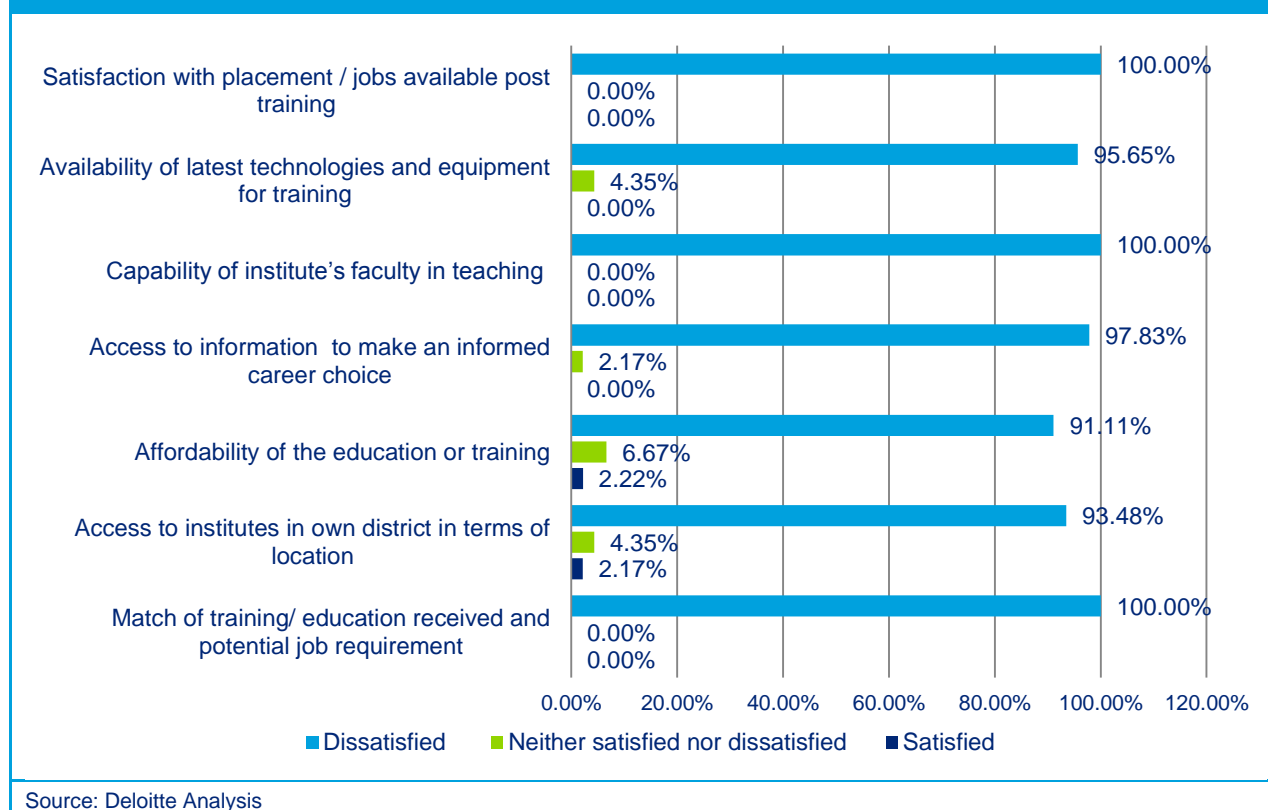 Satisfaction with placement / jobs available post
training
100.00%
0.00%
0.00%
Availability of latest technologies and equipment
for training
95.65%
4.35%
0.00%
Capability of institute’s faculty in teaching
100.00%
0.00%
0.00%
Access to information to make an informed
career choice
97.83%
2.17%
0.00%
Affordability of the education or training
91.11%
6.67%
2.22%
Access to institutes in own district in terms of
location
93.48%
4.35%
2.17%
Match of training/ education received and
potential job requirement
100.00%
0.00%
0.00%
0.00% 20.00% 40.00% 60.00% 80.00% 100.00% 120.00%
Dissatisfied Neither satisfied nor dissatisfied Satisfied
Source: Deloitte Analysis